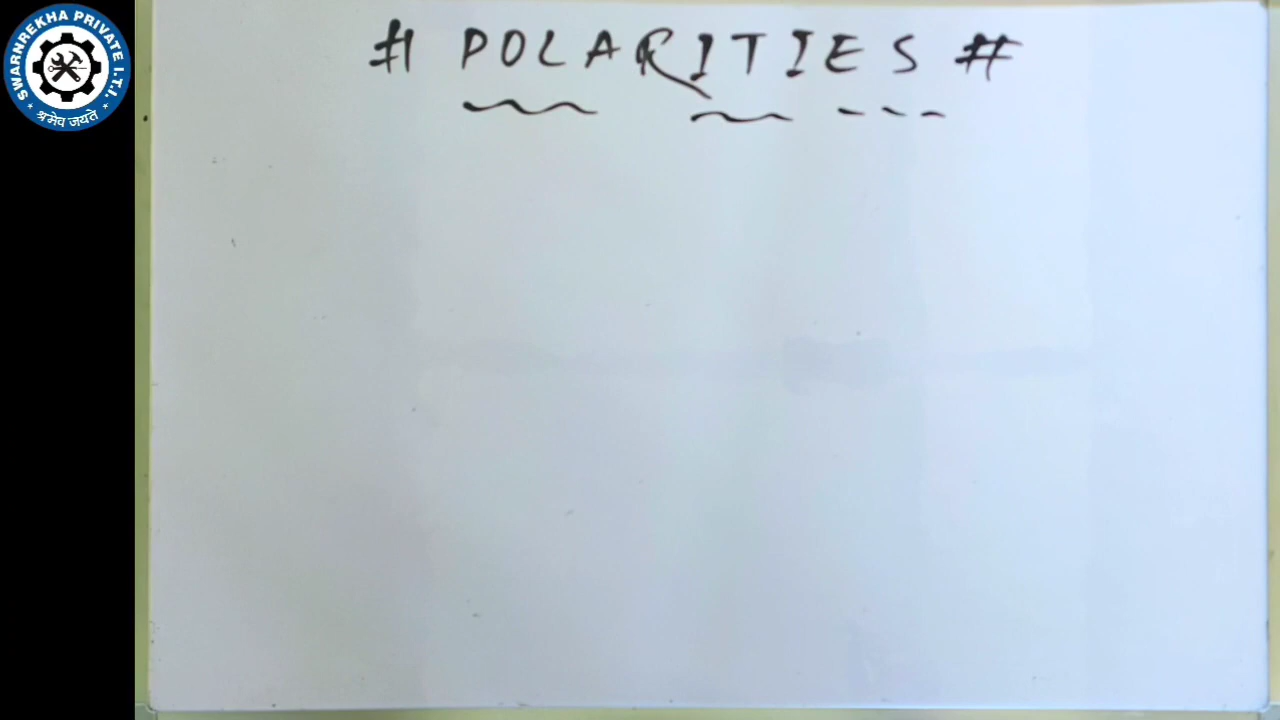 SWARNREKHA PRIVATE I.T.I.
श्रमेव जयते
# POLARITIES #